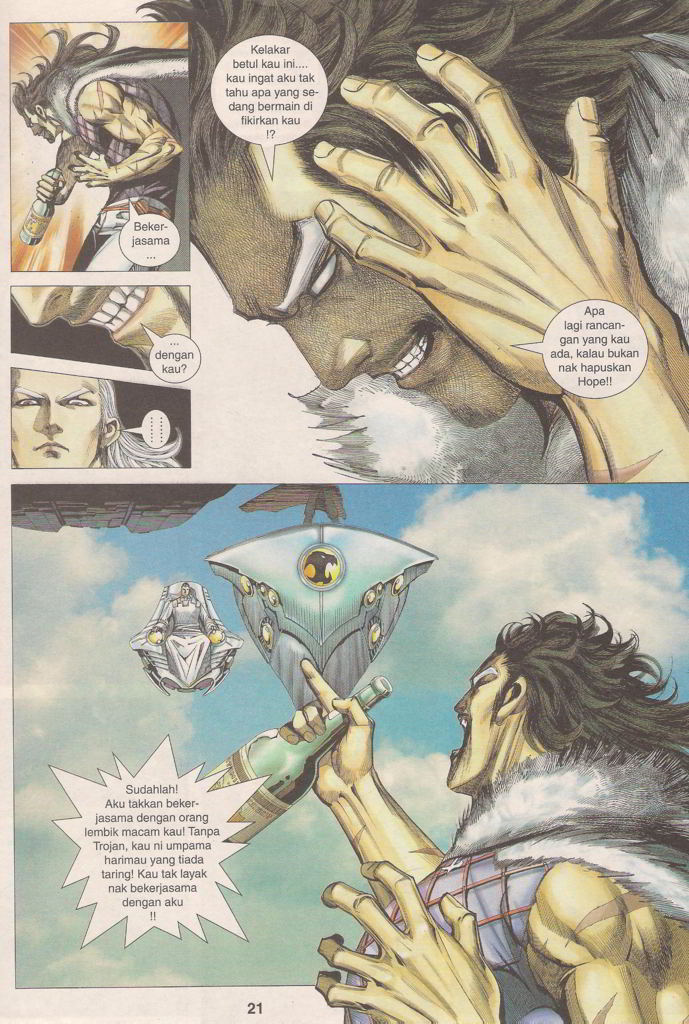 Beker-
jasama
...
...
dengan
kau?
Kelakar
betul kau ini....
kau ingat aku tak
tahu apa yang se-
dang bermain di
fikirkan kau
!?
Apa
lagi rancan-
gan yang kau
ada, kalau bukan
nak hapuskan
Hope!!
Sudahlah!
Aku takkan beker-
jasama dengan orang
lembik macam kau! Tanpa
Trojan, kau ni umpama
harimau yang tiada
taring! Kau tak layak
nak bekerjasama
dengan aku
!!
21